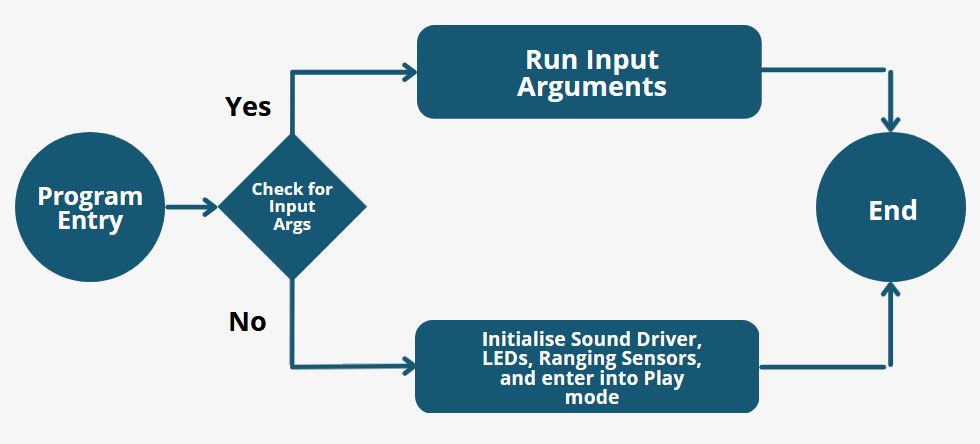 Program
Entry
Check for
Input
Args
Yes
Run Input
Arguments
No
Initialise Sound Driver,
LEDs, Ranging Sensors,
and enter into Play
mode
End